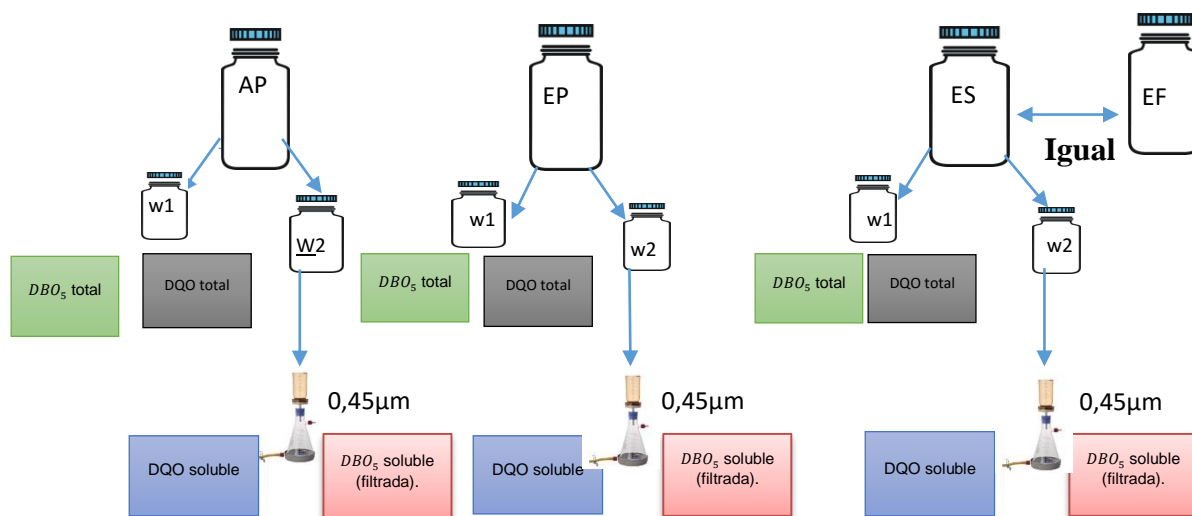 AP
EP
ES
EF
Igual
w1
W2
w1
w2
w1
w2
DBO₅ total
DQO total
DBO₅ total
DQO total
DBO₅ total
DQO total
0,45µm
0,45µm
0,45µm
DQO soluble
DBO₅ soluble
(filtrada).
DQO soluble
DBO₅ soluble
(filtrada).
DQO soluble
DBO₅ soluble
(filtrada).